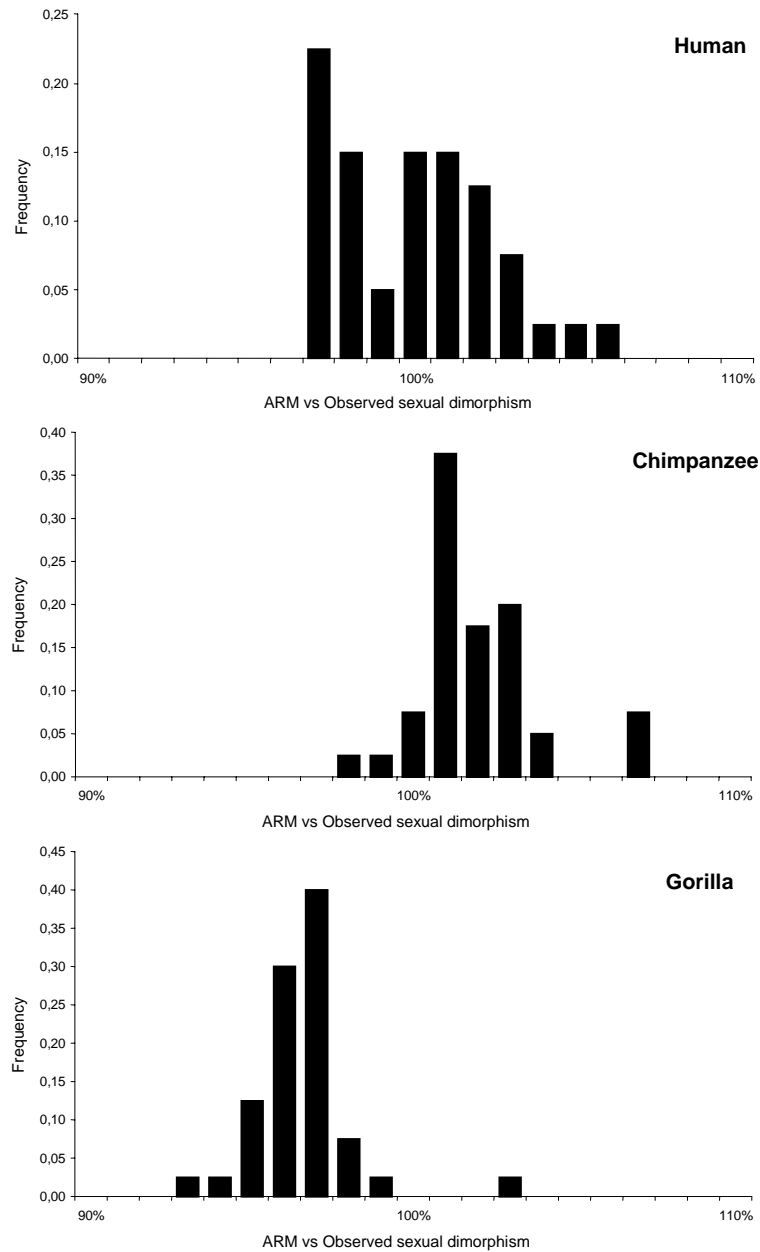 Human
Frequency
0,25
0,20
0,15
0,10
0,05
0,00
90% 100% 110%
ARM vs Observed sexual dimorphism
Chimpanzee
Frequency
0,40
0,35
0,30
0,25
0,20
0,15
0,10
0,05
0,00
90% 100% 110%
ARM vs Observed sexual dimorphism
Gorilla
Frequency
0,45
0,40
0,35
0,30
0,25
0,20
0,15
0,10
0,05
0,00
90% 100% 110%
ARM vs Observed sexual dimorphism